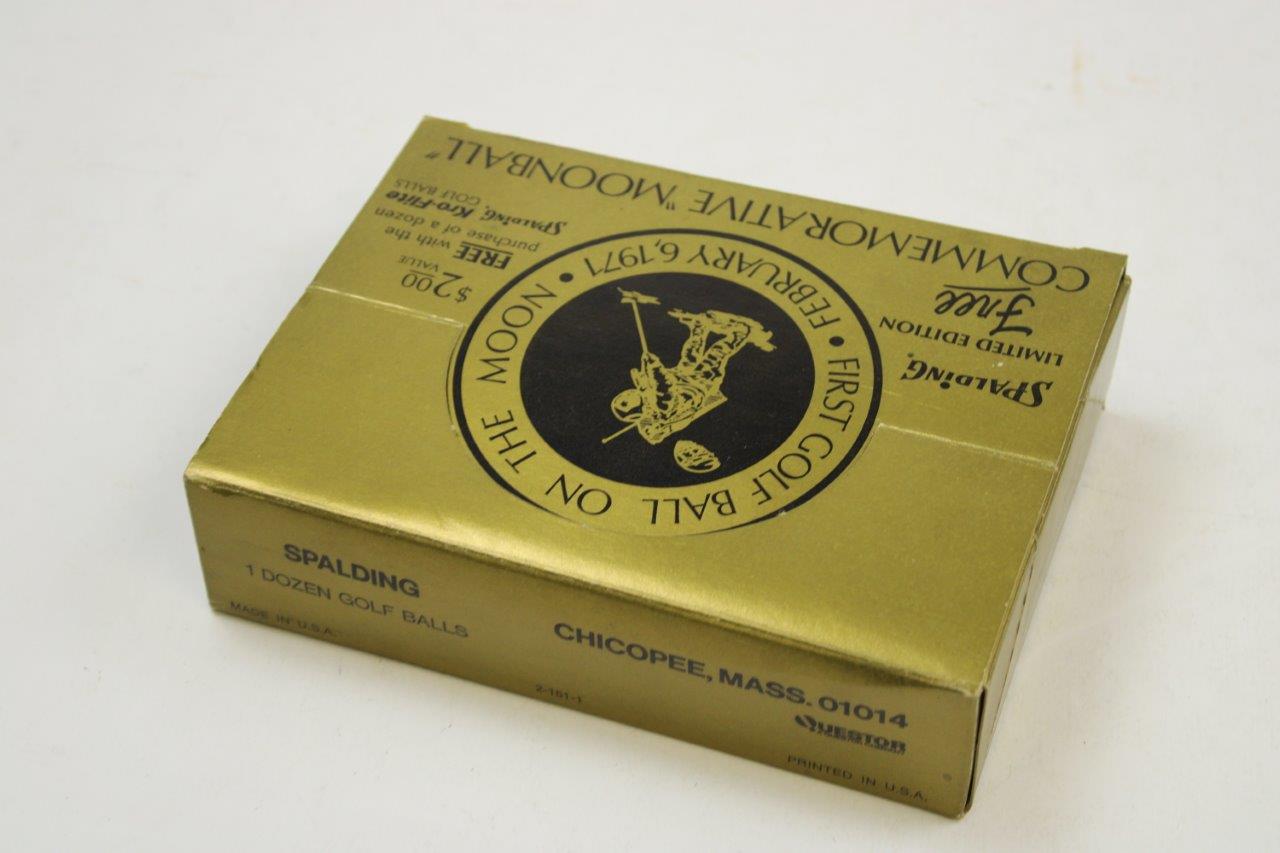 SPALDING
LIMITED EDITION
Free
COMMEMORATIVE "MOONBALL"
$2.00 VALUE
FREE with the
purchase of a dozen
SPALDING Kro-Flite
GOLF BALLS
FIRST GOLF BALL ON THE MOON • FEBRUARY 6, 1971 •
SPALDING
1 DOZEN GOLF BALLS
MADE IN U.S.A.
CHICOPEE, MASS. 01014
QUESTOR
2-161-1
PRINTED IN U.S.A.